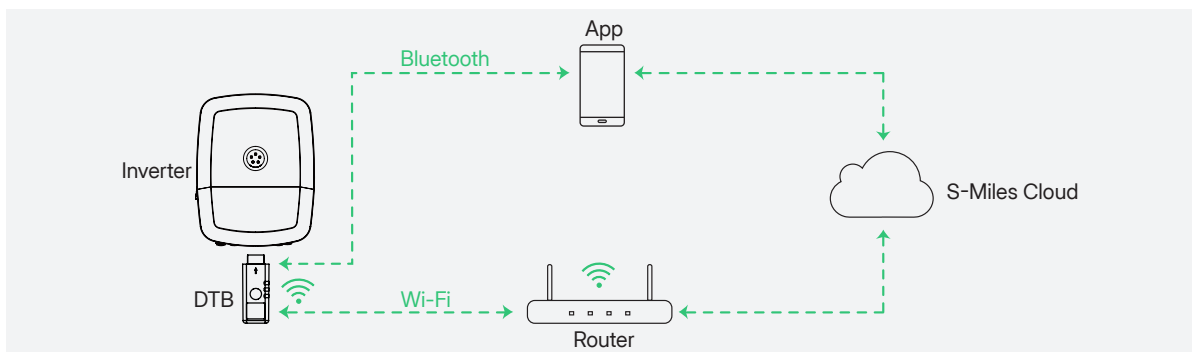 App
Bluetooth
Inverter
S-Miles Cloud
DTB
Wi-Fi
Router